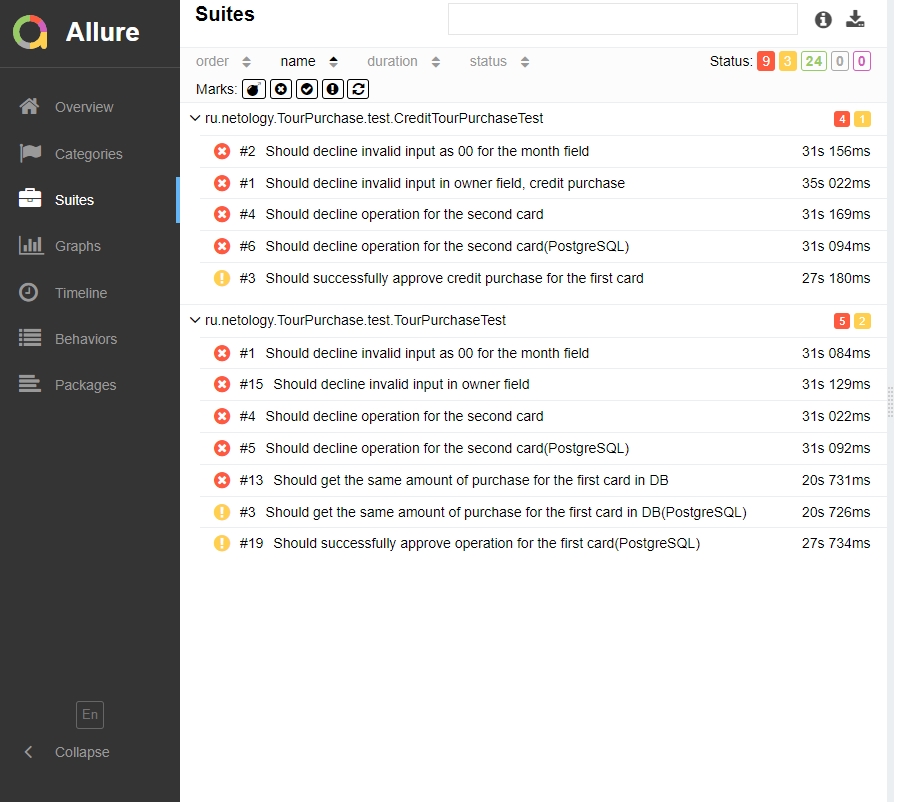 Allure
Overview
Categories
Suites
Graphs
Timeline
Behaviors
Packages
En
Collapse
Suites
order name duration status Status: 9 3 24 0 0
Marks:
ru.netology.TourPurchase.test.CreditTourPurchaseTest 4 1
#2 Should decline invalid input as 00 for the month field 31s 156ms
#1 Should decline invalid input in owner field, credit purchase 35s 022ms
#4 Should decline operation for the second card 31s 169ms
#6 Should decline operation for the second card(PostgreSQL) 31s 094ms
#3 Should successfully approve credit purchase for the first card 27s 180ms
ru.netology.TourPurchase.test.TourPurchaseTest 5 2
#1 Should decline invalid input as 00 for the month field 31s 084ms
#15 Should decline invalid input in owner field 31s 129ms
#4 Should decline operation for the second card 31s 022ms
#5 Should decline operation for the second card(PostgreSQL) 31s 092ms
#13 Should get the same amount of purchase for the first card in DB 20s 731ms
#3 Should get the same amount of purchase for the first card in DB(PostgreSQL) 20s 726ms
#19 Should successfully approve operation for the first card(PostgreSQL) 27s 734ms